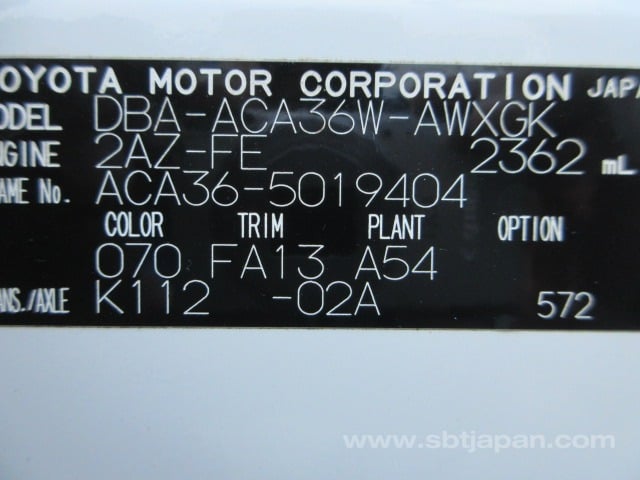 OYOTA MOTOR CORPORATION JAPA
ODEL DBA-ACA36W-AWXGK
NGINE 2AZ-FE 2362 mL
AME No. ACA36-5019404
COLOR TRIM PLANT OPTION
070 FA13 A54
ANS./AXLE K112 -02A 572
www.sbtjapan.com